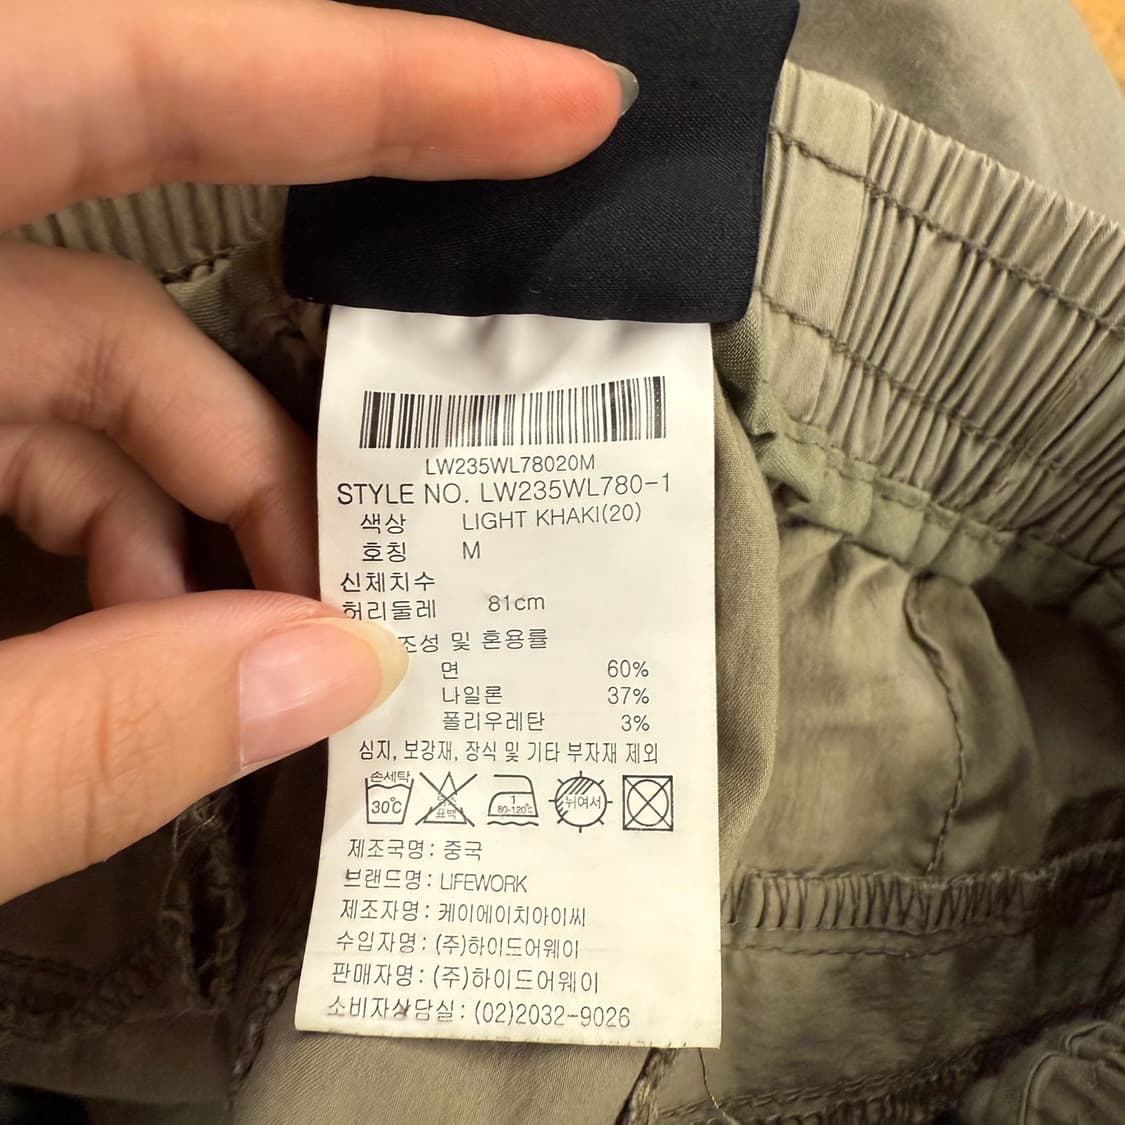 LW235WL78020M
STYLE NO. LW235WL780-1
색상 LIGHT KHAKI(20)
호칭 M
신체치수
허리둘레 81cm
조성 및 혼용률
면 60%
나일론 37%
폴리우레탄 3%
심지, 보강재, 장식 및 기타 부자재 제외
손세탁
30℃
표백
1
80-120℃
뉘여서
제조국명: 중국
브랜드명: LIFEWORK
제조자명: 케이에이치아이씨
수입자명: (주)하이드어웨이
판매자명: (주)하이드어웨이
소비자상담실: (02)2032-9026